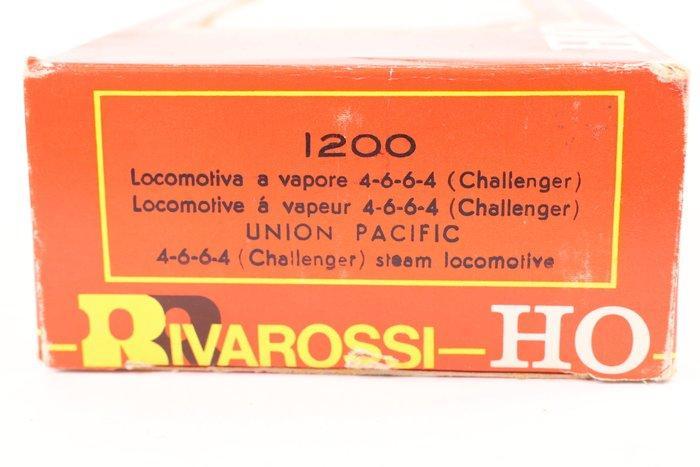 1200
Locomotiva a vapore 4-6-6-4 (Challenger)
Locomotive á vapeur 4-6-6-4 (Challenger)
UNION PACIFIC
4-6-6-4 (Challenger) steam locomotive
RIVAROSSI HO